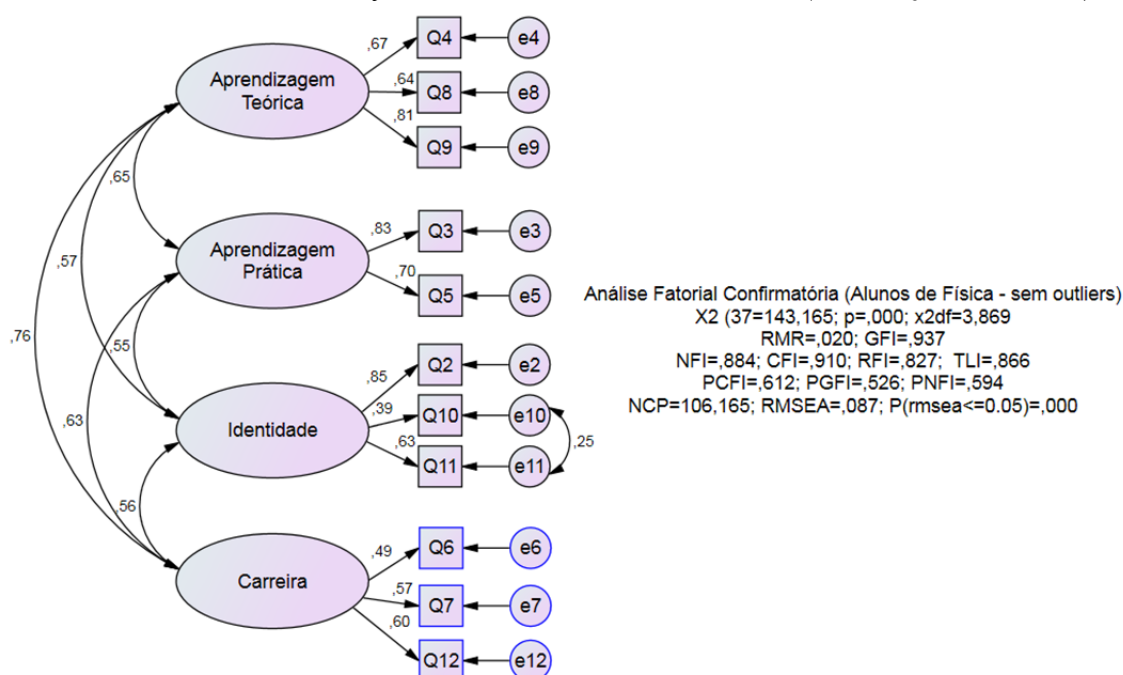 ,67
Q4
e4
Aprendizagem
Teórica
,64
Q8
e8
,81
Q9
e9
,65
,83
Q3
e3
Aprendizagem
Prática
,70
Q5
e5
,57
,76
,55
,85
Q2
e2
,39
Q10
e10
Identidade
,63
Q11
e11
,25
,63
,56
,49
Q6
e6
Carreira
,57
Q7
e7
,60
Q12
e12
Análise Fatorial Confirmatória (Alunos de Física - sem outliers)
X2 (37=143,165; p=,000; x2df=3,869
RMR=,020; GFI=,937
NFI=,884; CFI=,910; RFI=,827; TLI=,866
PCFI=,612; PGFI=,526; PNFI=,594
NCP=106,165; RMSEA=,087; P(rmsea<=0.05)=,000